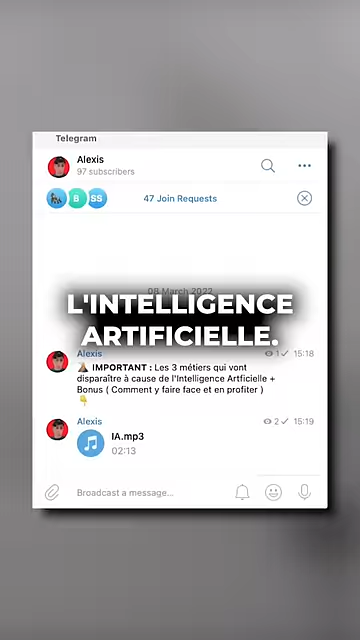 Telegram
Alexis
97 subscribers
B
SS
47 Join Requests
08 March 2022
L'INTELLIGENCE
ARTIFICIELLE.
Alexis
1 15:18
IMPORTANT : Les 3 métiers qui vont
disparaître à cause de l'Intelligence Artficielle +
Bonus ( Comment y faire face et en profiter )
Alexis
2 15:19
IA.mp3
02:13
Broadcast a message...